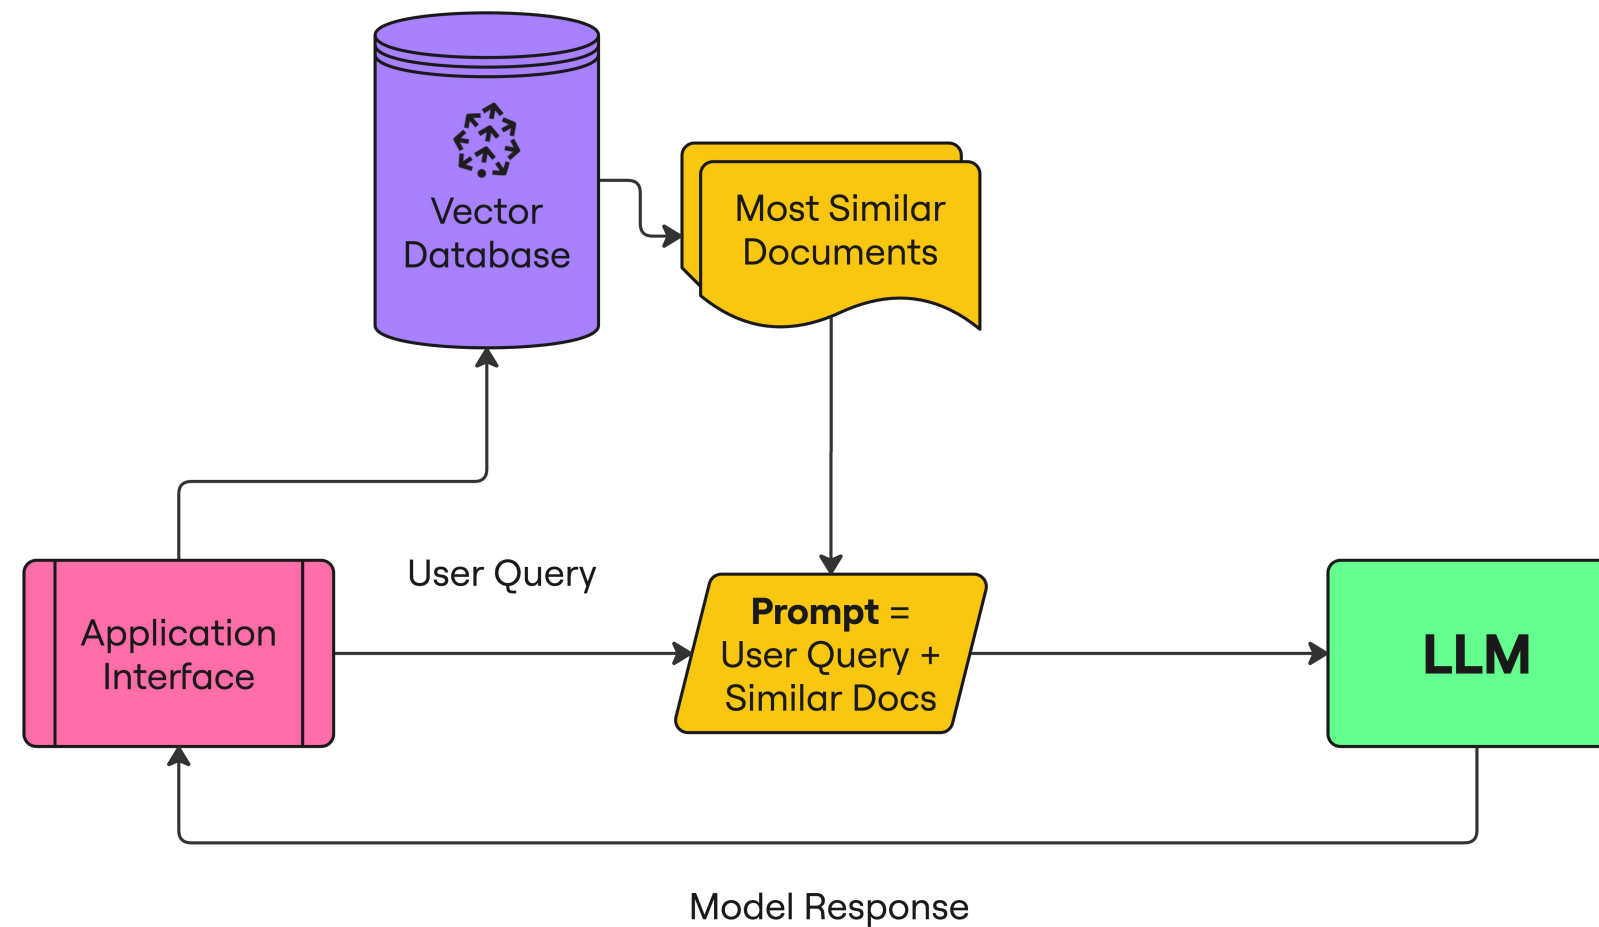 Vector
Database
Most Similar
Documents
User Query
Application
Interface
Prompt =
User Query +
Similar Docs
LLM
Model Response